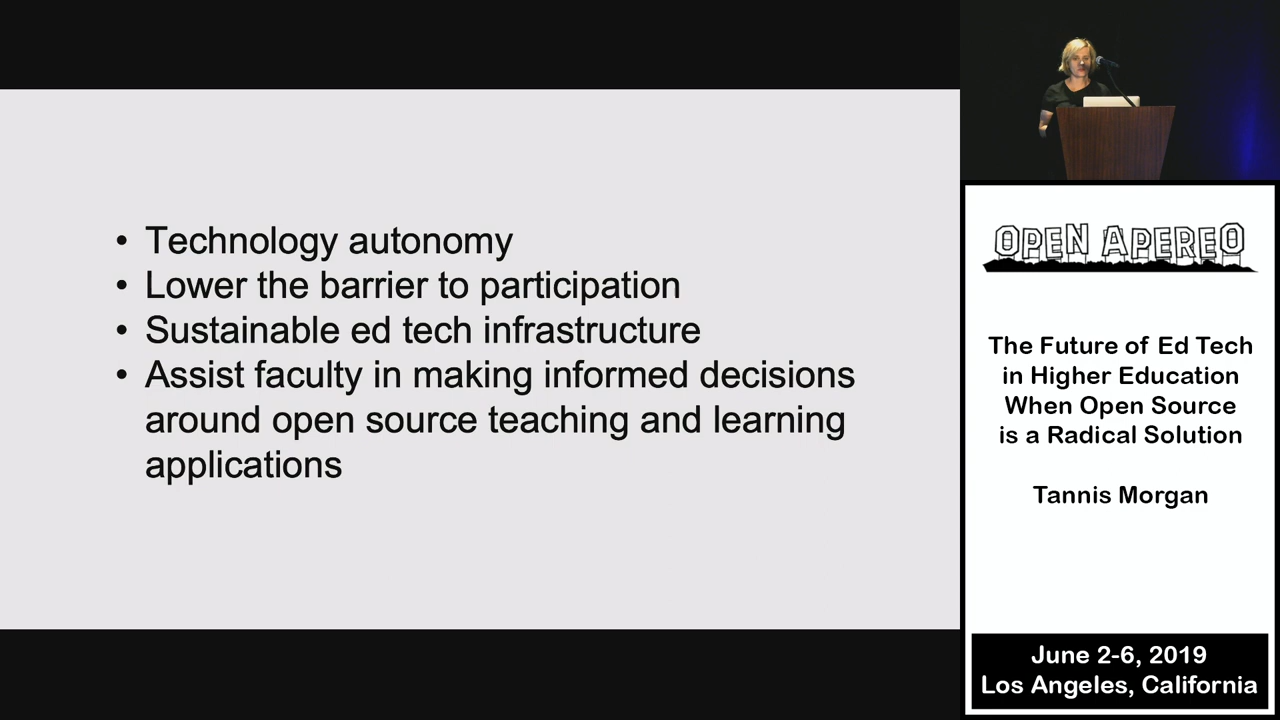 • Technology autonomy
• Lower the barrier to participation
• Sustainable ed tech infrastructure
• Assist faculty in making informed decisions
around open source teaching and learning
applications
OPEN APEREO
The Future of Ed Tech
in Higher Education
When Open Source
is a Radical Solution
Tannis Morgan
June 2-6, 2019
Los Angeles, California